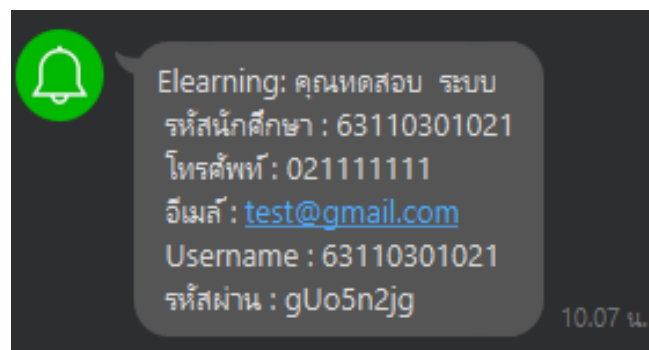 Elearning: คุณทดสอบ ระบบ
รหัสนักศึกษา : 63110301021
โทรศัพท์ : 021111111
อีเมล์ : test@gmail.com
Username : 63110301021
รหัสผ่าน : gUo5n2jg
10.07 น.